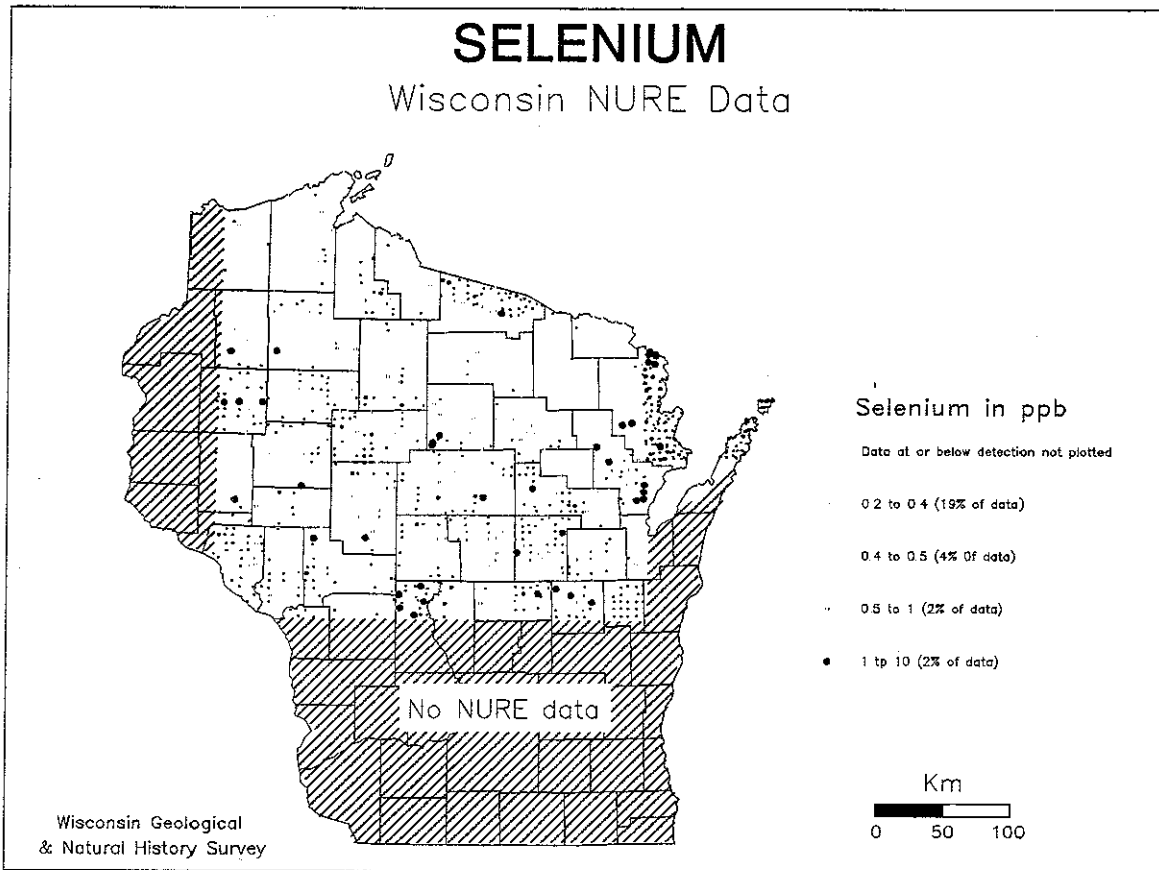 SELENIUM
Wisconsin NURE Data
Selenium in ppb
Data at or below detection not plotted
0.2 to 0.4 (19% of data)
0.4 to 0.5 (4% Of data)
0.5 to 1 (2% of data)
1 tp 10 (2% of data)
No NURE data
Km
0 50 100
Wisconsin Geological
& Natural History Survey